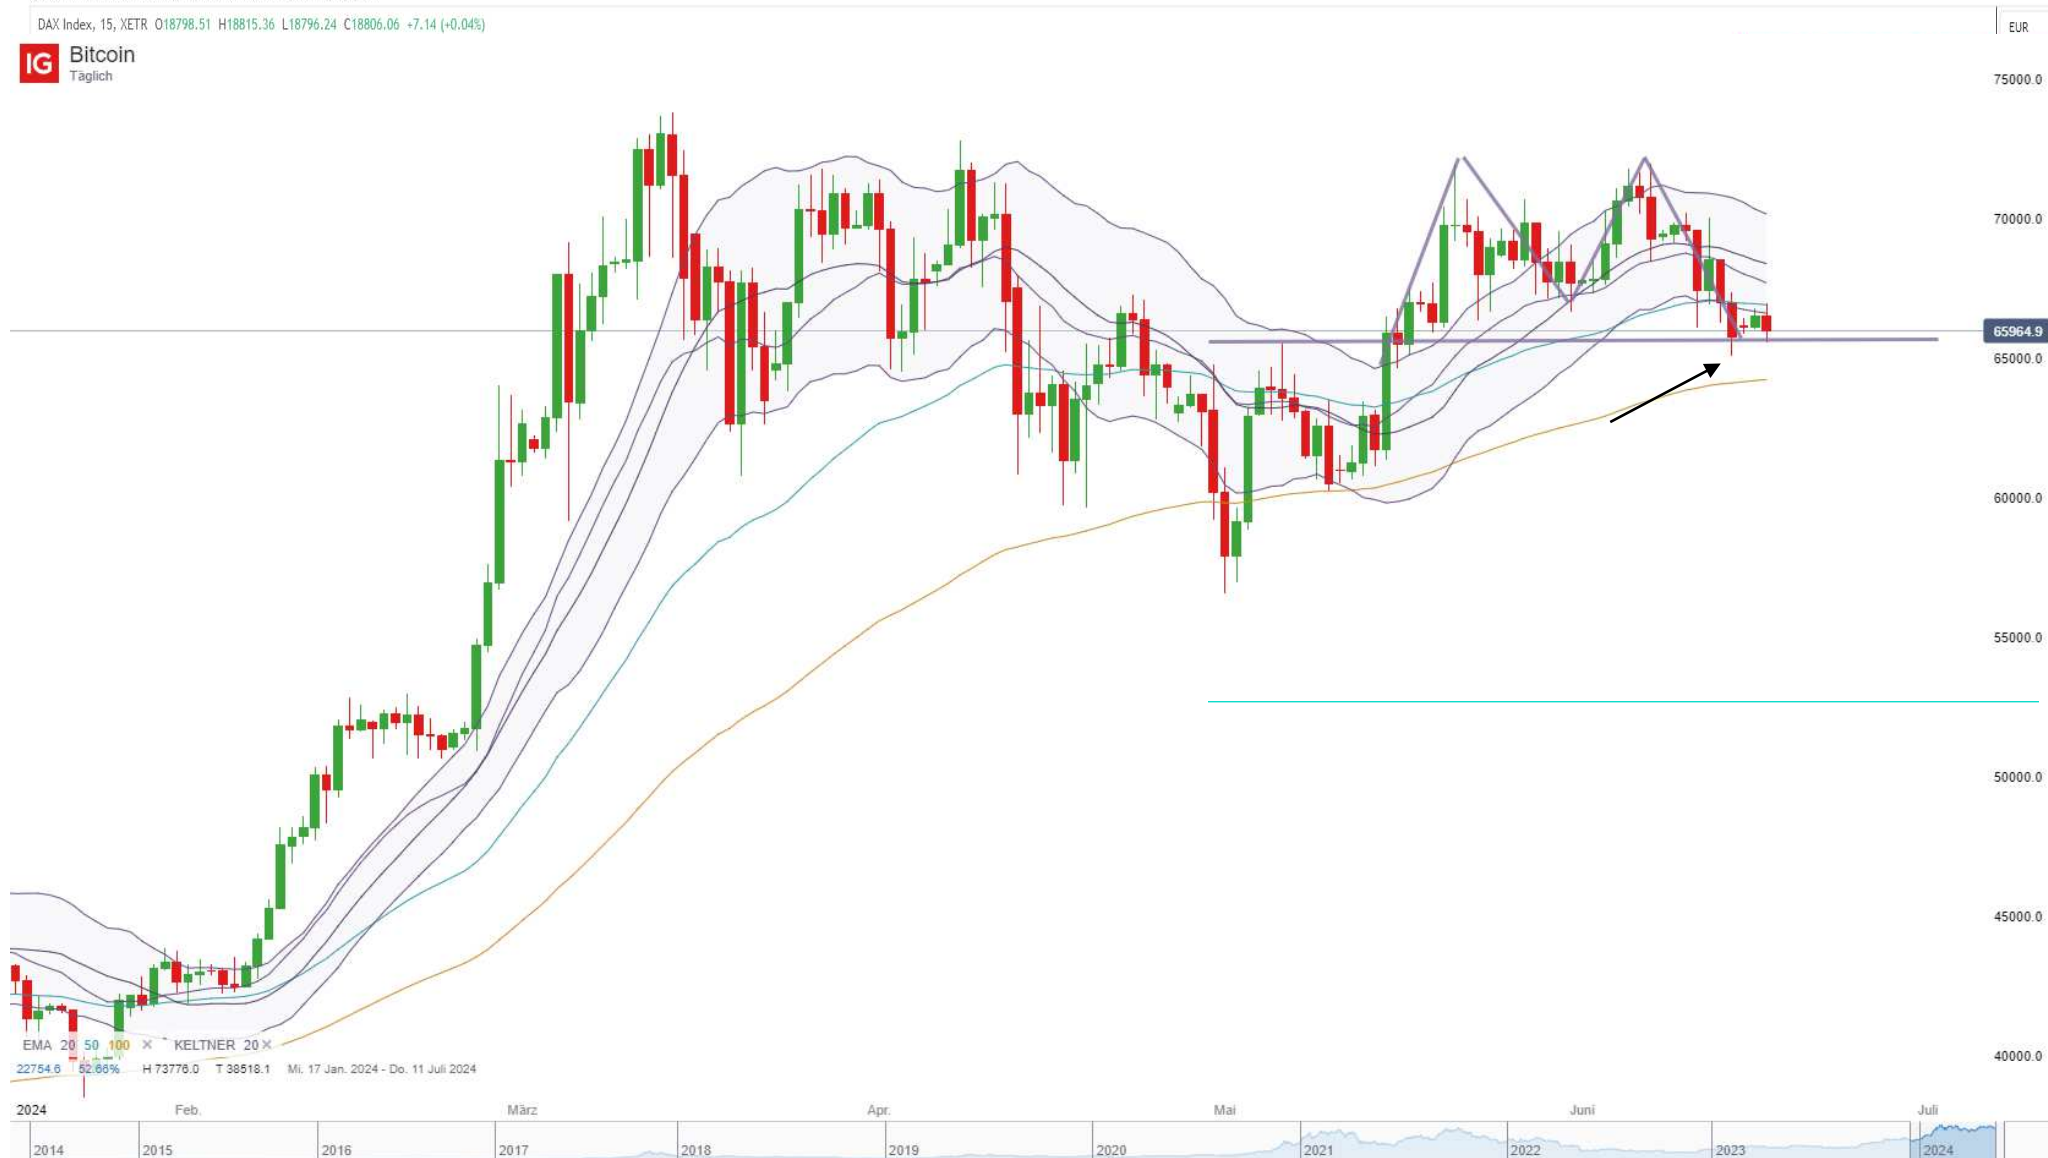 DAX Index, 15, XETR O18798.51 H18815.36 L18796.24 C18806.06 +7.14 (+0.04%)
EUR
IG
Bitcoin
Täglich
75000.0
70000.0
65964.9
65000.0
60000.0
55000.0
50000.0
45000.0
40000.0
EMA 20 50 100 × KELTNER 20 ×
22754.6 52.66% H 73776.0 T 38518.1 Mi. 17 Jan. 2024 - Do. 11 Juli 2024
2024 Feb. März Apr. Mai Juni Juli
2014 2015 2016 2017 2018 2019 2020 2021 2022 2023 2024